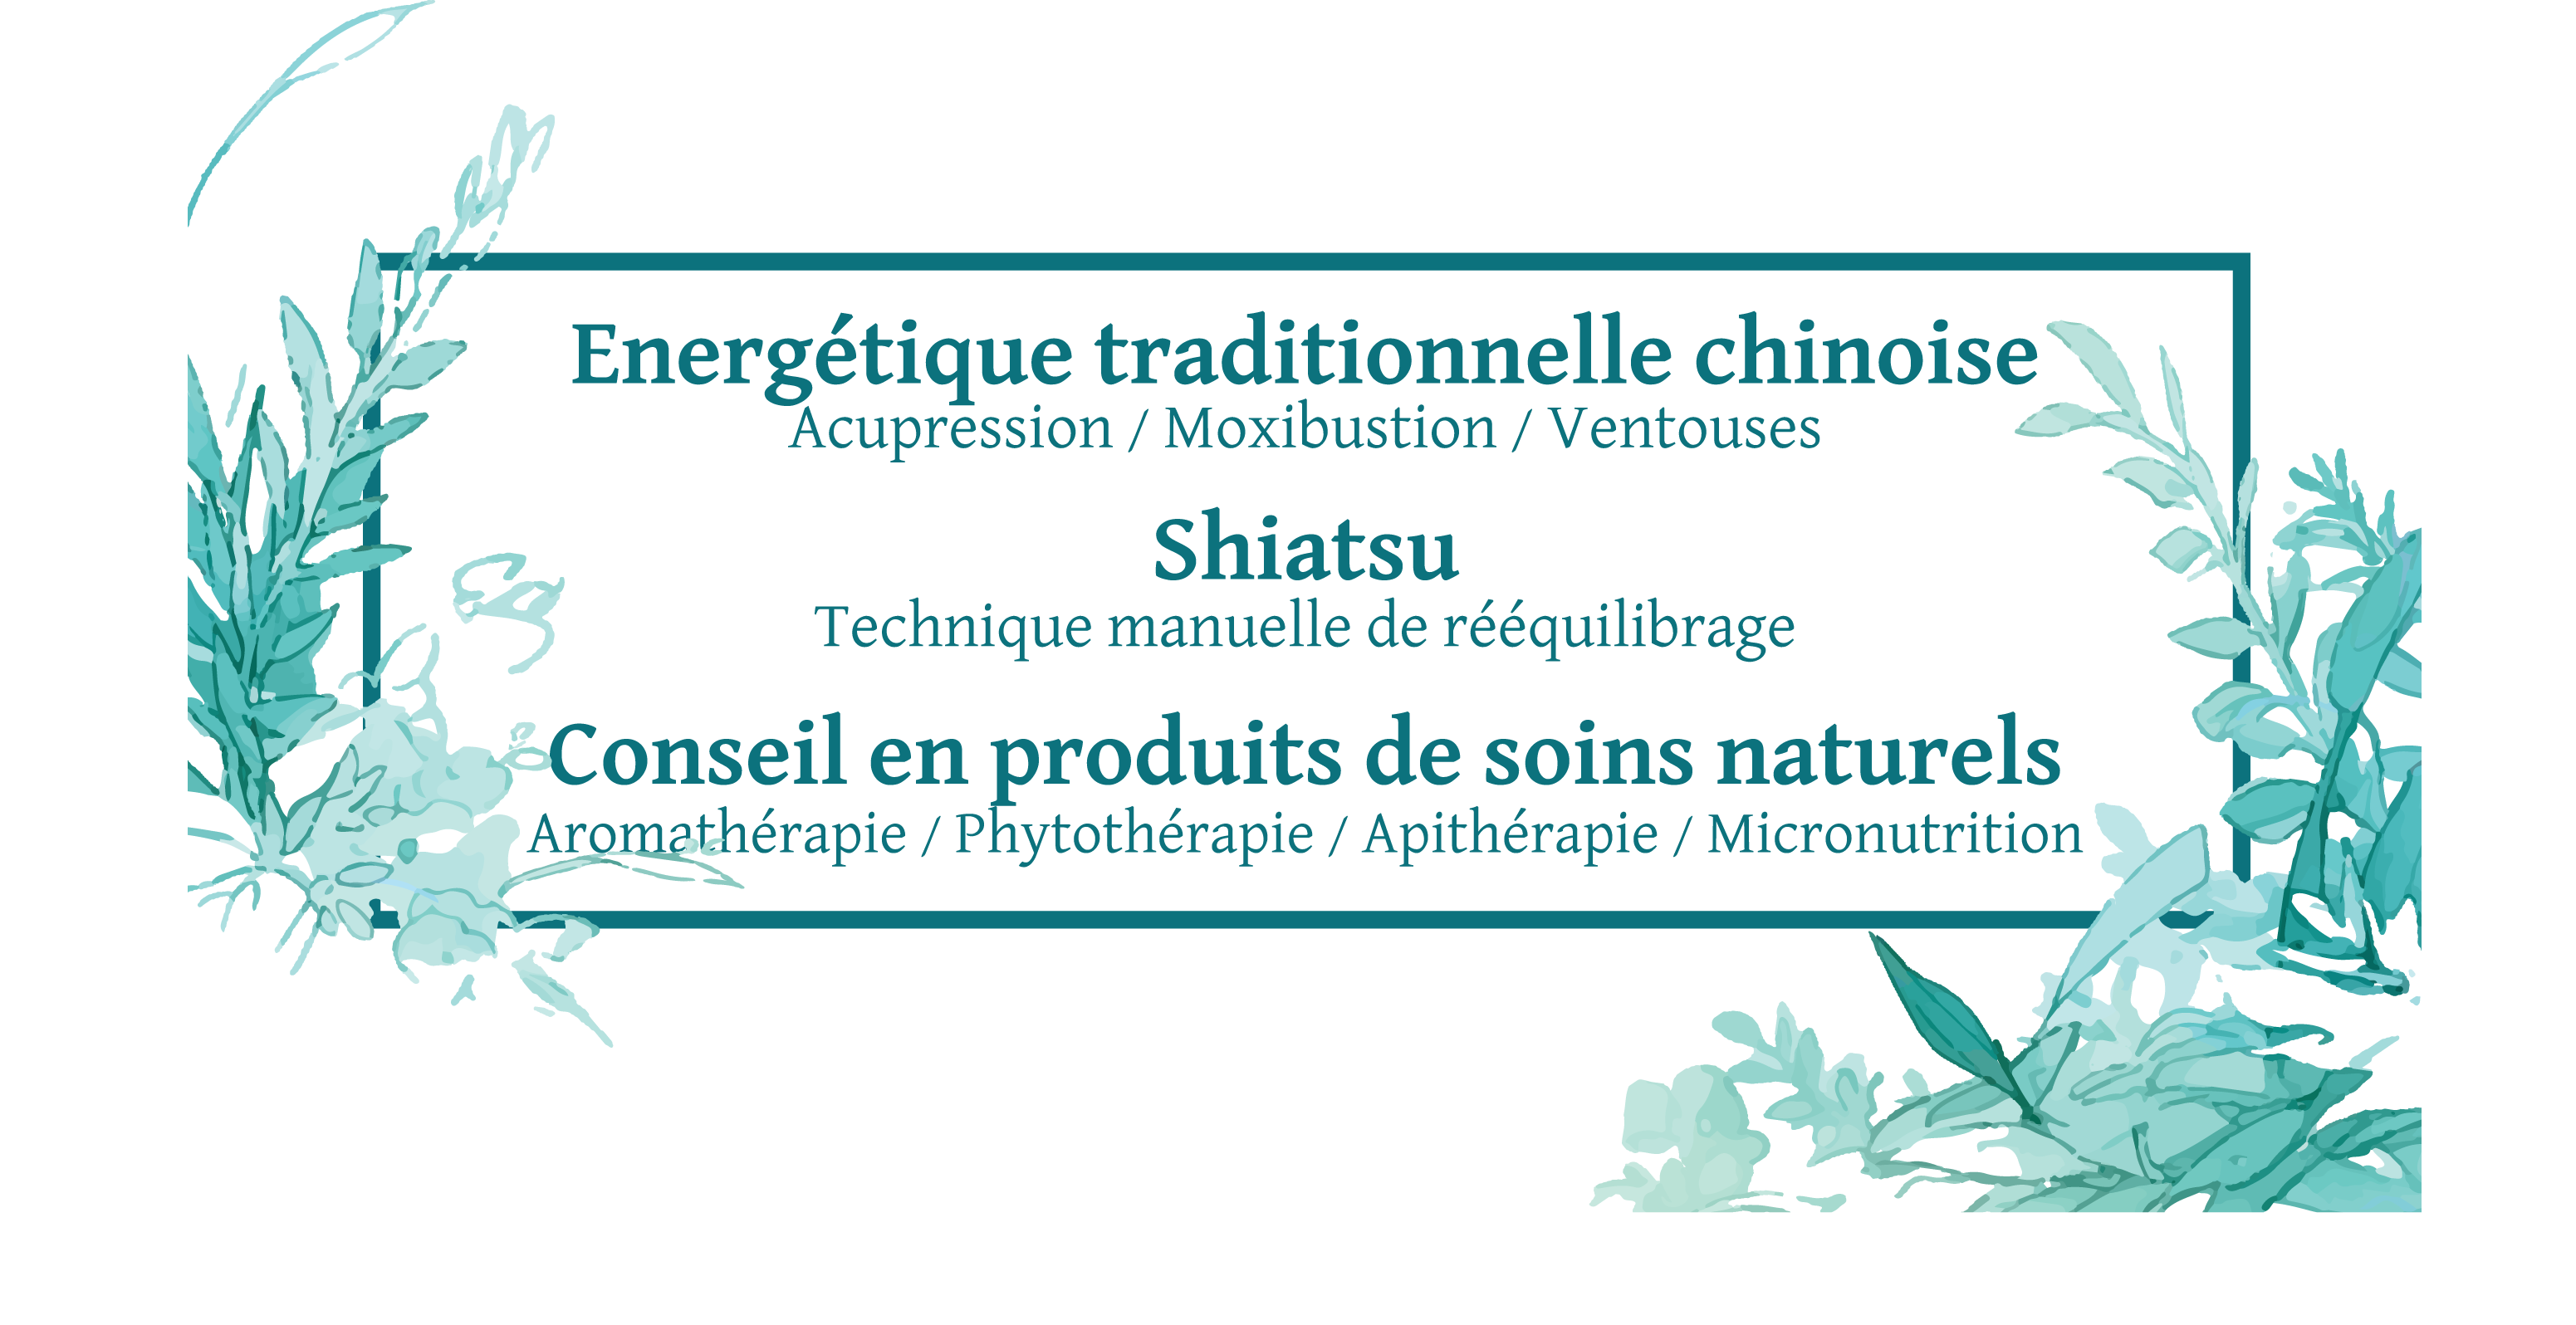 Energétique traditionnelle chinoise
Acupression / Moxibustion / Ventouses
Shiatsu
Technique manuelle de rééquilibrage
Conseil en produits de soins naturels
Aromathérapie / Phytothérapie / Apithérapie / Micronutrition